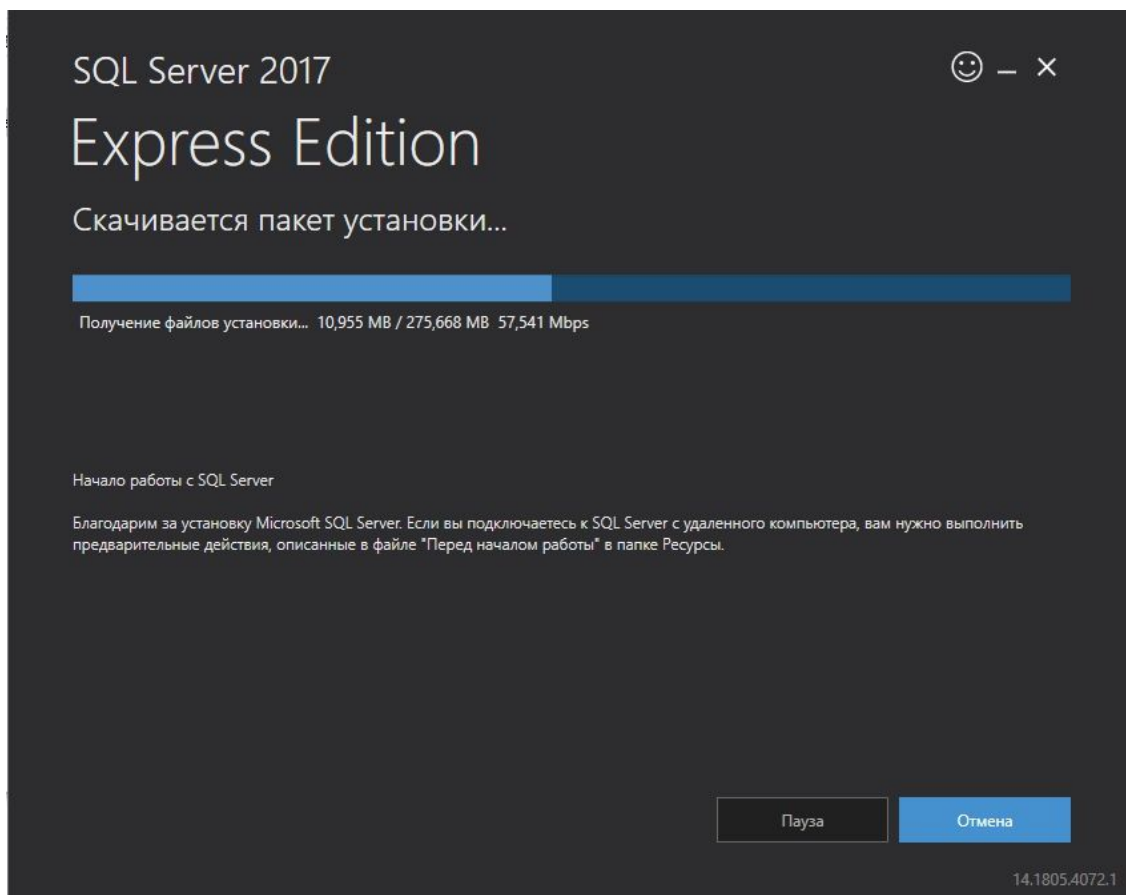 SQL Server 2017
Express Edition
Скачивается пакет установки...
Получение файлов установки... 10,955 MB / 275,668 MB 57,541 Mbps
Начало работы с SQL Server
Благодарим за установку Microsoft SQL Server. Если вы подключаетесь к SQL Server с удаленного компьютера, вам нужно выполнить
предварительные действия, описанные в файле "Перед началом работы" в папке Ресурсы.
Пауза
Отмена
14.1805.4072.1